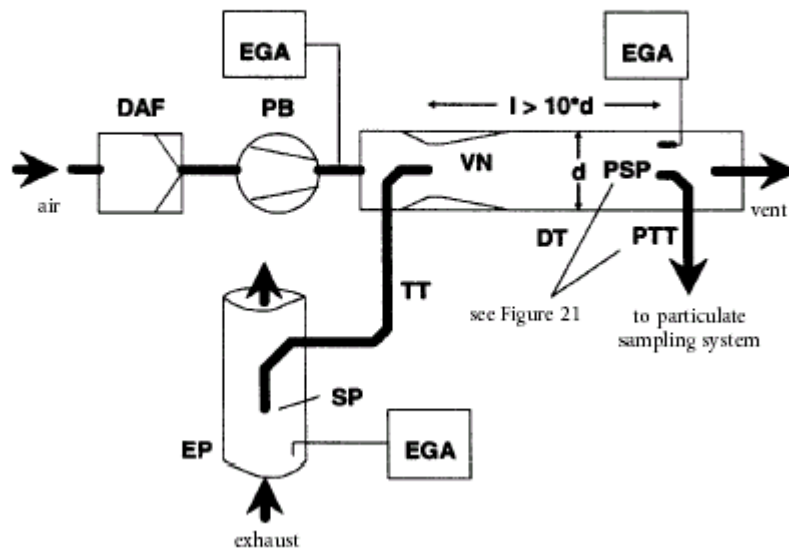 EGA
EGA
DAF
PB
l > 10*d
air
VN
d
PSP
vent
DT
PTT
TT
see Figure 21
to particulate
sampling system
SP
EP
EGA
exhaust